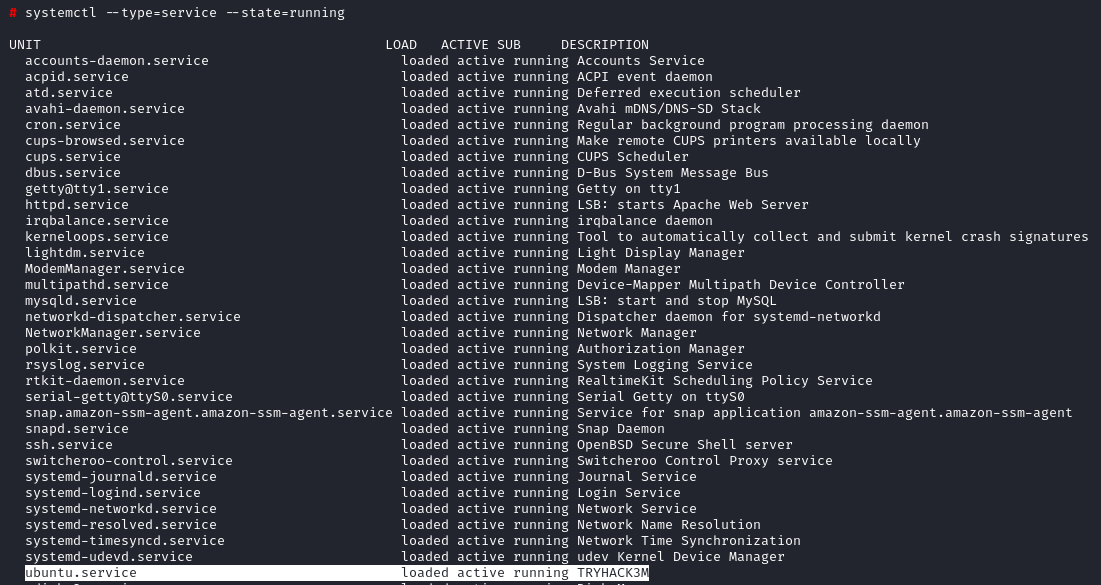 # systemctl --type=service --state=running
UNIT LOAD ACTIVE SUB DESCRIPTION
accounts-daemon.service loaded active running Accounts Service
acpid.service loaded active running ACPI event daemon
atd.service loaded active running Deferred execution scheduler
avahi-daemon.service loaded active running Avahi mDNS/DNS-SD Stack
cron.service loaded active running Regular background program processing daemon
cups-browsed.service loaded active running Make remote CUPS printers available locally
cups.service loaded active running CUPS Scheduler
dbus.service loaded active running D-Bus System Message Bus
getty@tty1.service loaded active running Getty on tty1
httpd.service loaded active running LSB: starts Apache Web Server
irqbalance.service loaded active running irqbalance daemon
kerneloops.service loaded active running Tool to automatically collect and submit kernel crash signatures
lightdm.service loaded active running Light Display Manager
ModemManager.service loaded active running Modem Manager
multipathd.service loaded active running Device-Mapper Multipath Device Controller
mysqld.service loaded active running LSB: start and stop MySQL
networkd-dispatcher.service loaded active running Dispatcher daemon for systemd-networkd
NetworkManager.service loaded active running Network Manager
polkit.service loaded active running Authorization Manager
rsyslog.service loaded active running System Logging Service
rtkit-daemon.service loaded active running RealtimeKit Scheduling Policy Service
serial-getty@ttyS0.service loaded active running Serial Getty on ttyS0
snap.amazon-ssm-agent.amazon-ssm-agent.service loaded active running Service for snap application amazon-ssm-agent.amazon-ssm-agent
snapd.service loaded active running Snap Daemon
ssh.service loaded active running OpenBSD Secure Shell server
switcheroo-control.service loaded active running Switcheroo Control Proxy service
systemd-journald.service loaded active running Journal Service
systemd-logind.service loaded active running Login Service
systemd-networkd.service loaded active running Network Service
systemd-resolved.service loaded active running Network Name Resolution
systemd-timesyncd.service loaded active running Network Time Synchronization
systemd-udevd.service loaded active running udev Kernel Device Manager
ubuntu.service loaded active running TRYHACK3M